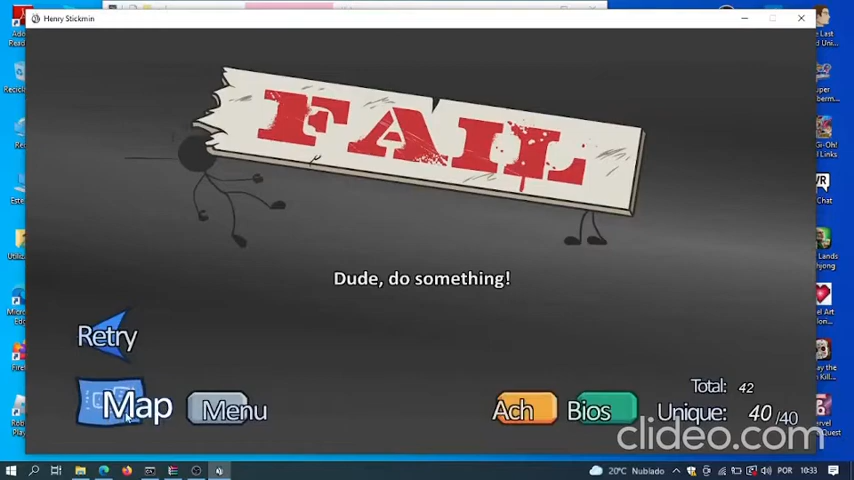 Henry Stickmin
FAIL
Dude, do something!
Retry
Map
Menu
Ach
Bios
Total: 42
Unique: 40/40
clideo.com
20°C Nublado
POR
10:33